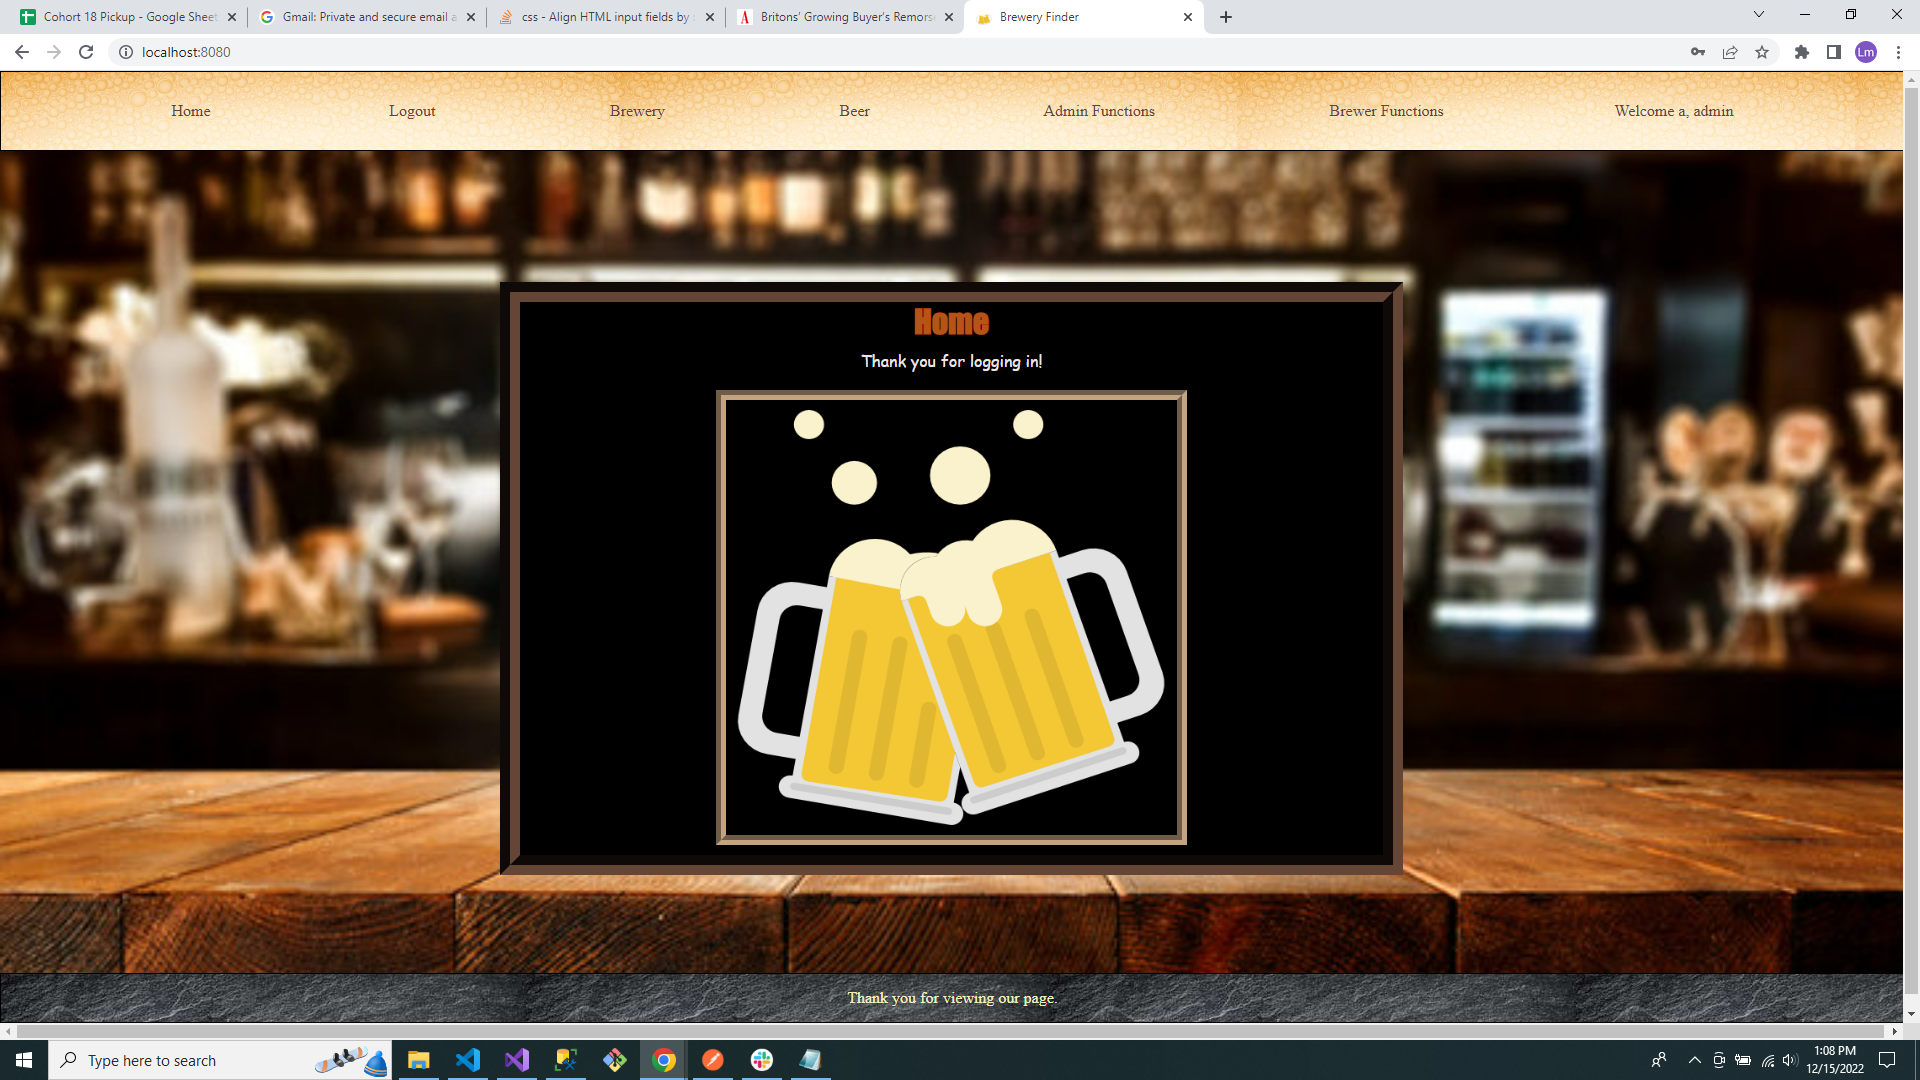 Cohort 18 Pickup - Google Sheet
Gmail: Private and secure email a
css - Align HTML input fields by :
Britons' Growing Buyer's Remors
Brewery Finder
localhost:8080
Lm
Home
Logout
Brewery
Beer
Admin Functions
Brewer Functions
Welcome a, admin
Home
Thank you for logging in!
Thank you for viewing our page.
Type here to search
1:08 PM
12/15/2022